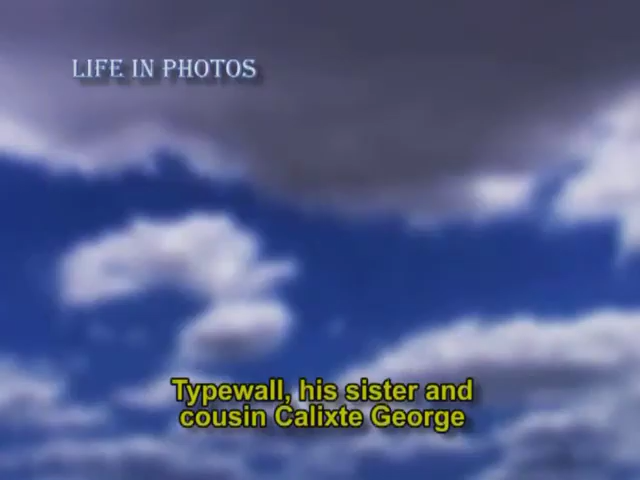 LIFE IN PHOTOS
Typewall, his sister and
cousin Calixte George